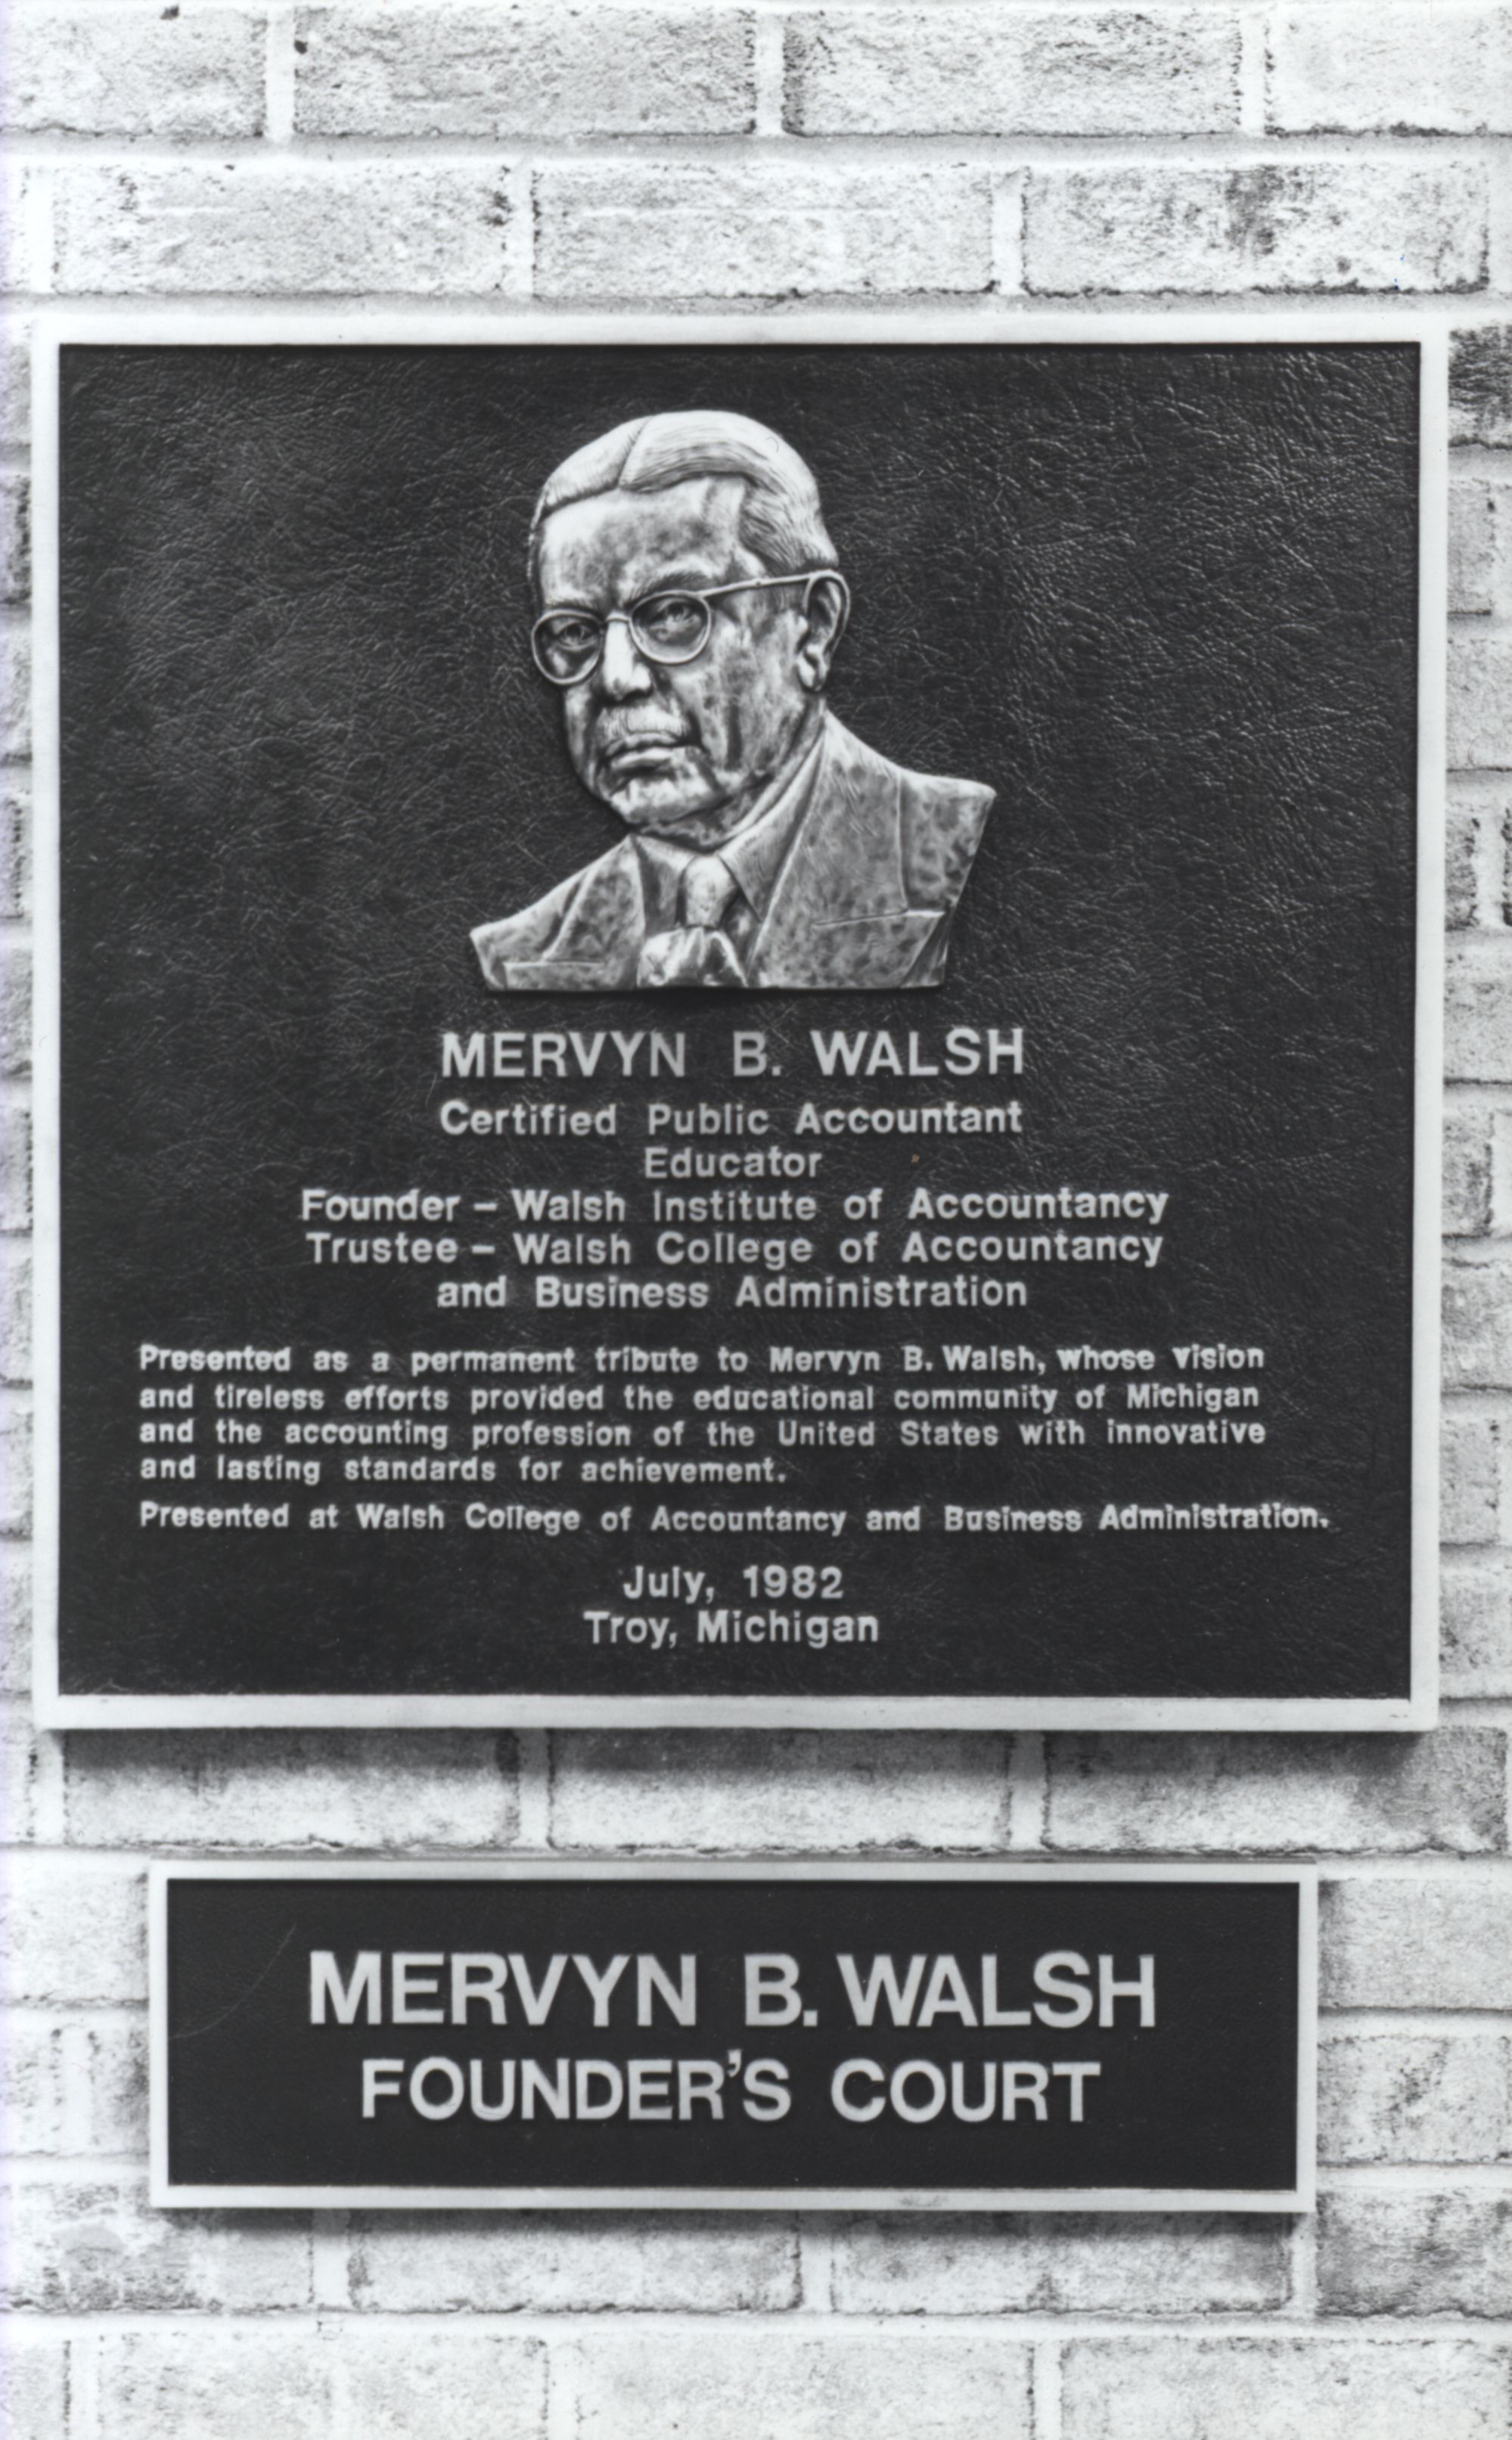 MERVYN B. WALSH
Certified Public Accountant
Educator
Founder – Walsh Institute of Accountancy
Trustee – Walsh College of Accountancy
and Business Administration
Presented as a permanent tribute to Mervyn B. Walsh, whose vision
and tireless efforts provided the educational community of Michigan
and the accounting profession of the United States with innovative
and lasting standards for achievement.
Presented at Walsh College of Accountancy and Business Administration.
July, 1982
Troy, Michigan
MERVYN B. WALSH
FOUNDER'S COURT